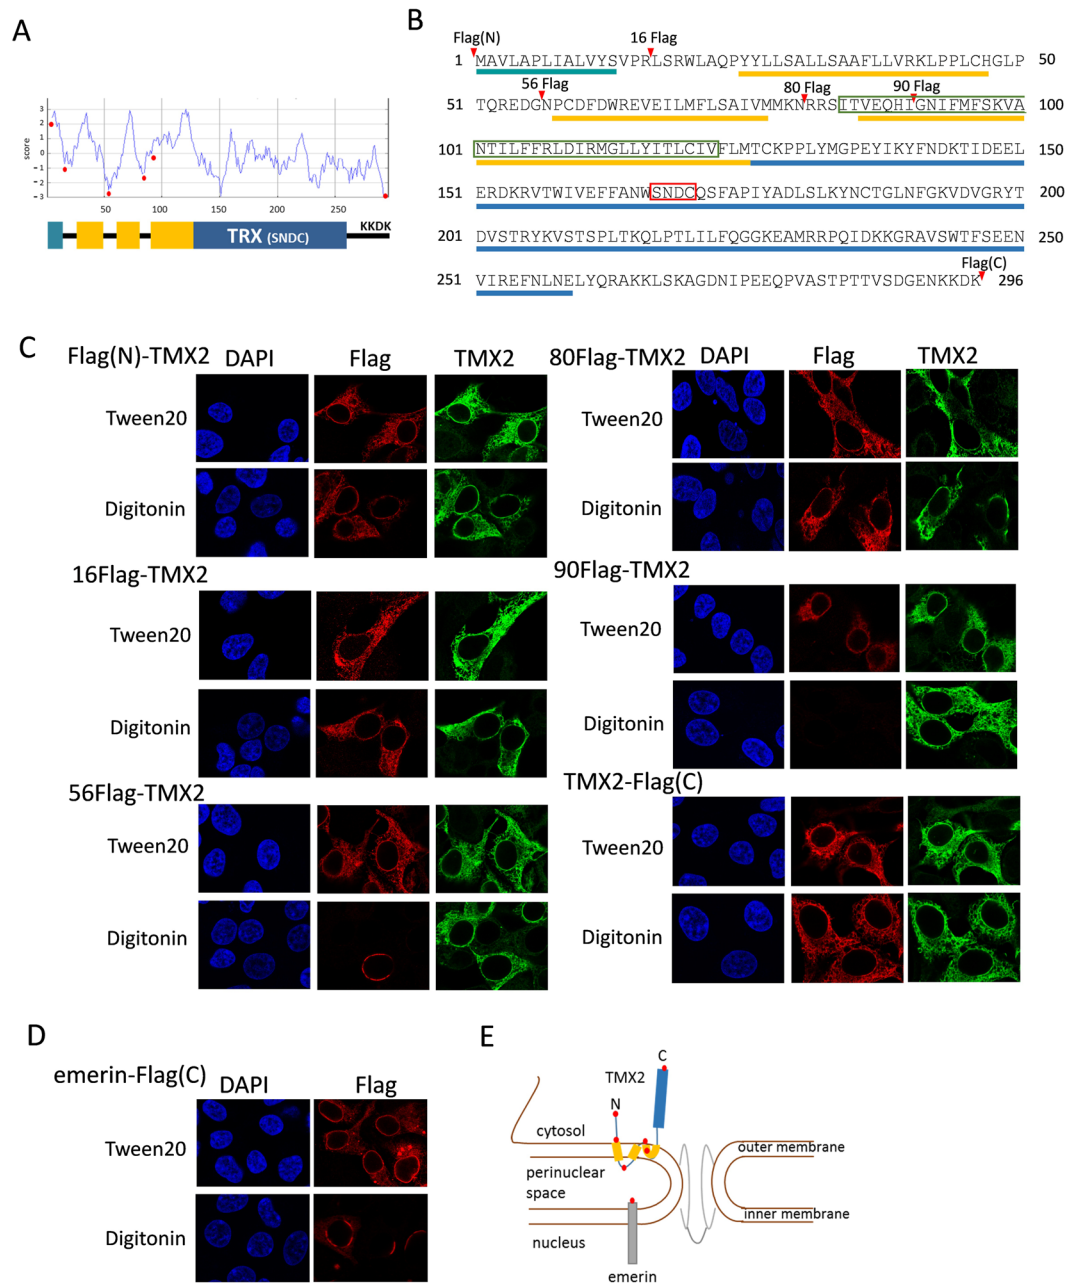 A
3
2
1
0
−1
−2
−3
score
50
100
150
200
250
TRX (SNDC)
KKDK
B
Flag(N)
16 Flag
1 MAVLAPLIALVYSVPRLSRWLAQPYYLLSALLSAAFLLVRKLPPLCHGLP 50
56 Flag
80 Flag
90 Flag
51 TQREDGNPCDFDWREVEILMFLSAIVMMKNRRSITVEQHIGNIFMFSKVA 100
101 NTILFFRLDIRMGLLYITLCIVFLMTCKPPLYMGPEYIKYFNDKTIDEEL 150
151 ERDKRVTWIVEFFANWSNDCQSFAPIYADLSLKYNCTGLNFGKVDVGRYT 200
201 DVSTRYKVSTSPLTKQLPTLILFQGGKEAMRRPQIDKKGRAVSWTFSEEN 250
Flag(C)
251 VIREFNLNELYQRAKKLSKAGDNIPEEQPVASTPTTVSDGENKKDK 296
C
Flag(N)-TMX2 DAPI Flag TMX2
Tween20
Digitonin
16Flag-TMX2
Tween20
Digitonin
56Flag-TMX2
Tween20
Digitonin
80Flag-TMX2 DAPI Flag TMX2
Tween20
Digitonin
90Flag-TMX2
Tween20
Digitonin
TMX2-Flag(C)
Tween20
Digitonin
D
emerin-Flag(C) DAPI Flag
Tween20
Digitonin
E
C
TMX2
N
cytosol
outer membrane
perinuclear
space
inner membrane
nucleus
emerin